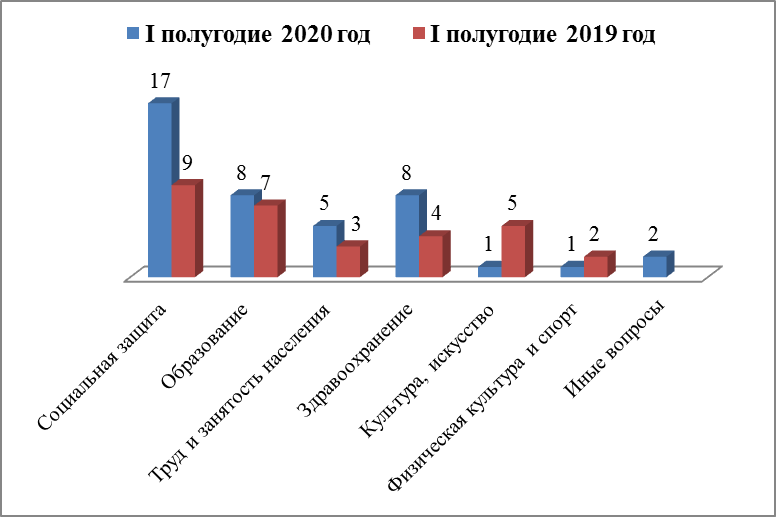 I полугодие 2020 год
I полугодие 2019 год
17
9
8
7
5
3
8
4
1
5
1
2
2
Социальная защита
Образование
Труд и занятость населения
Здравоохранение
Культура, искусство
Физическая культура и спорт
Иные вопросы